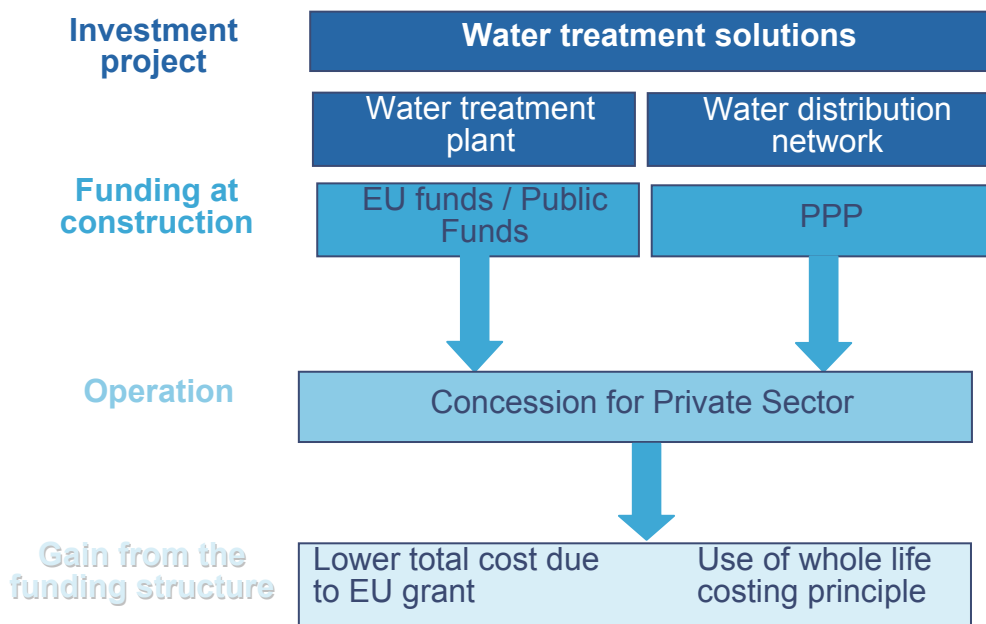 Investment
project
Water treatment solutions
Water treatment
plant
Water distribution
network
Funding at
construction
EU funds / Public
Funds
PPP
Operation
Concession for Private Sector
Gain from the
funding structure
Lower total cost due
to EU grant
Use of whole life
costing principle